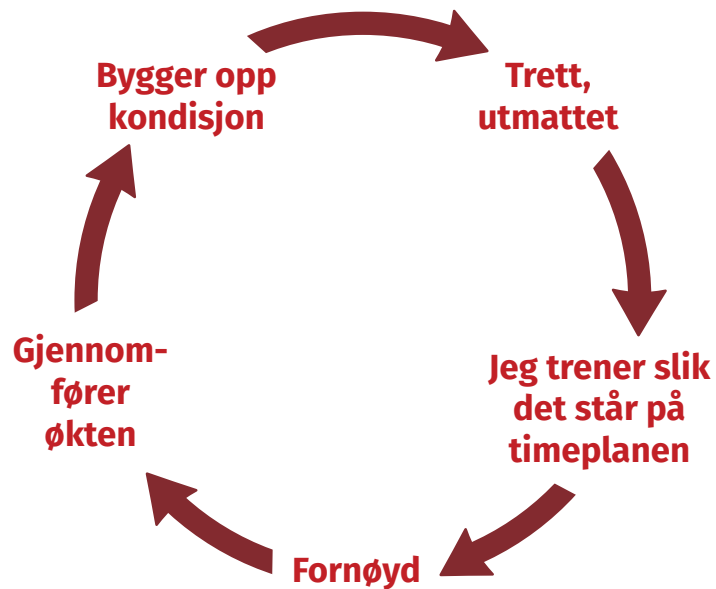 Bygger opp
kondisjon
Trett,
utmattet
Jeg trener slik
det står på
timeplanen
Fornøyd
Gjennom-
fører
økten